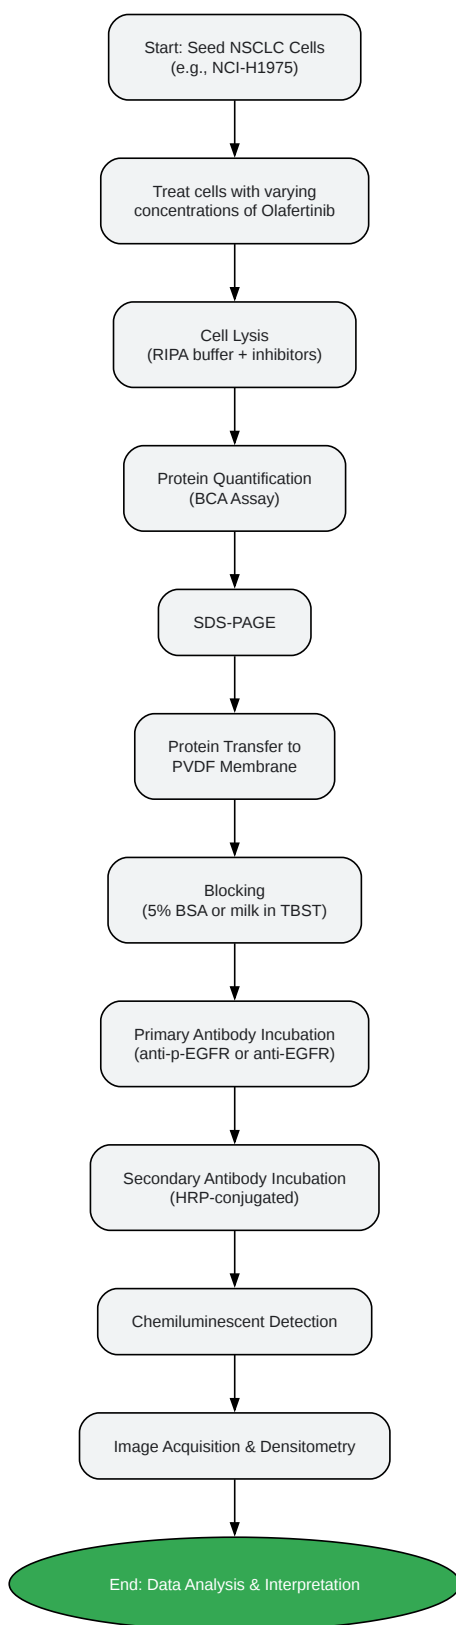 Start: Seed NSCLC Cells
(e.g., NCI-H1975)
Treat cells with varying
concentrations of Olafertinib
Cell Lysis
(RIPA buffer + inhibitors)
Protein Quantification
(BCA Assay)
SDS-PAGE
Protein Transfer to
PVDF Membrane
Blocking
(5% BSA or milk in TBST)
Primary Antibody Incubation
(anti-p-EGFR or anti-EGFR)
Secondary Antibody Incubation
(HRP-conjugated)
Chemiluminescent Detection
Image Acquisition & Densitometry
End: Data Analysis & Interpretation